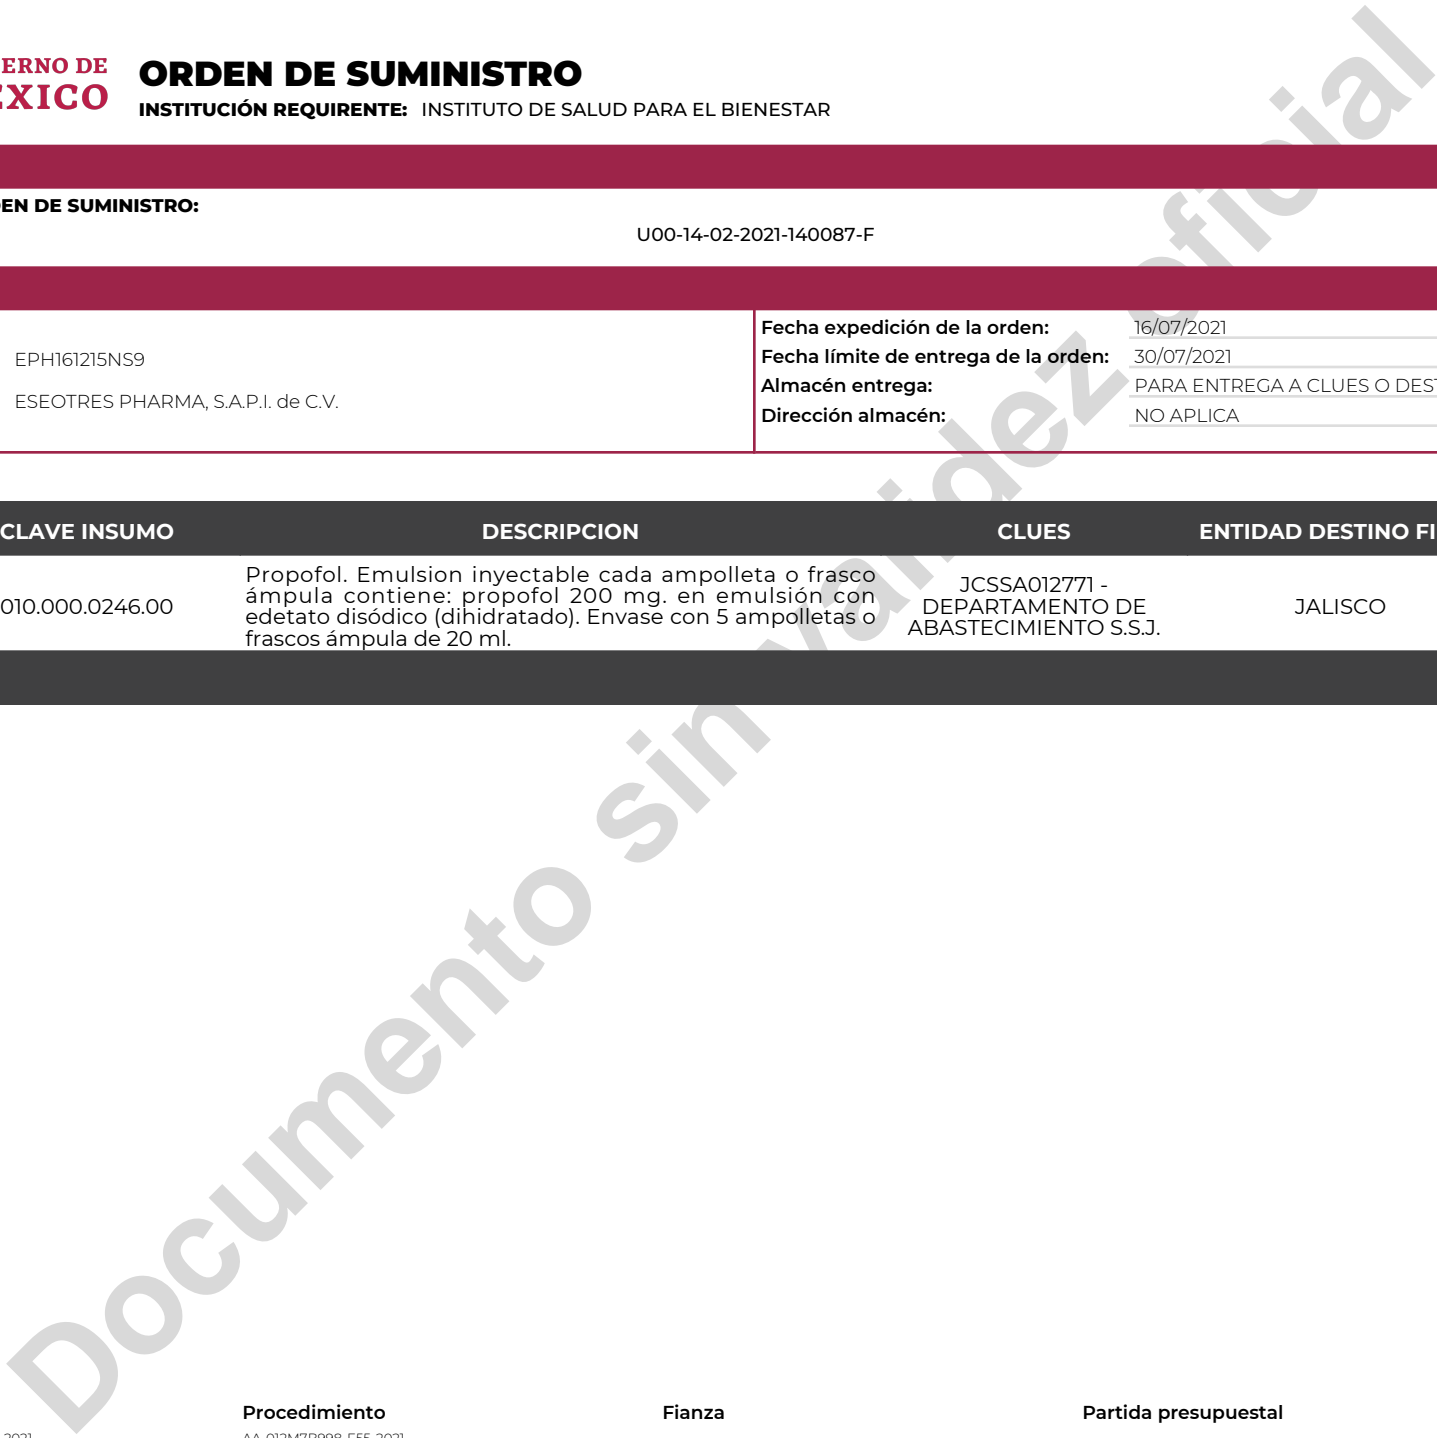 ERNO DE
ÉXICO
ORDEN DE SUMINISTRO
INSTITUCIÓN REQUIRENTE: INSTITUTO DE SALUD PARA EL BIENESTAR
EN DE SUMINISTRO:
U00-14-02-2021-140087-F
EPH161215NS9
ESEOTRES PHARMA, S.A.P.I. de C.V.
Fecha expedición de la orden: 16/07/2021
Fecha límite de entrega de la orden: 30/07/2021
Almacén entrega: PARA ENTREGA A CLUES O DEST
Dirección almacén: NO APLICA
CLAVE INSUMO DESCRIPCION CLUES ENTIDAD DESTINO FI
010.000.0246.00
Propofol. Emulsion inyectable cada ampolleta o frasco
ámpula contiene: propofol 200 mg. en emulsión con
edetato disódico (dihidratado). Envase con 5 ampolletas o
frascos ámpula de 20 ml.
JCSSA012771 -
DEPARTAMENTO DE
ABASTECIMIENTO S.S.J.
JALISCO
Documento sin validez oficial
Procedimiento Fianza Partida presupuestal